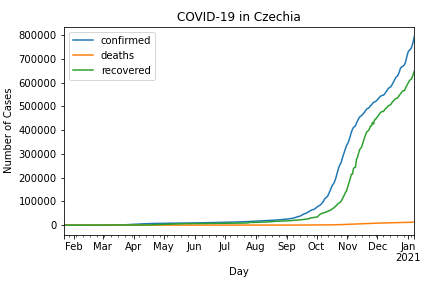 COVID-19 in Czechia
confirmed
deaths
recovered
800000
700000
600000
500000
400000
300000
200000
100000
0
Number of Cases
Feb Mar Apr May Jun Jul Aug Sep Oct Nov Dec Jan
2021
Day